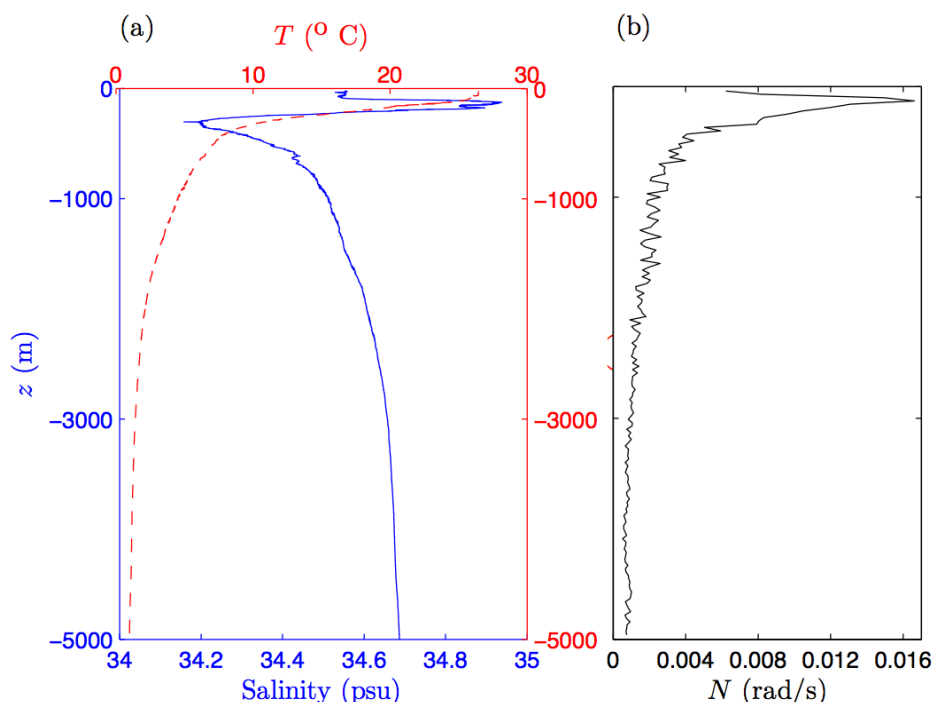 (a)
T (° C)
0 10 20 30
0
−1000
−3000
−5000
z (m)
34 34.2 34.4 34.6 34.8 35
Salinity (psu)
0
−1000
−3000
−5000
(b)
0 0.004 0.008 0.012 0.016
N (rad/s)